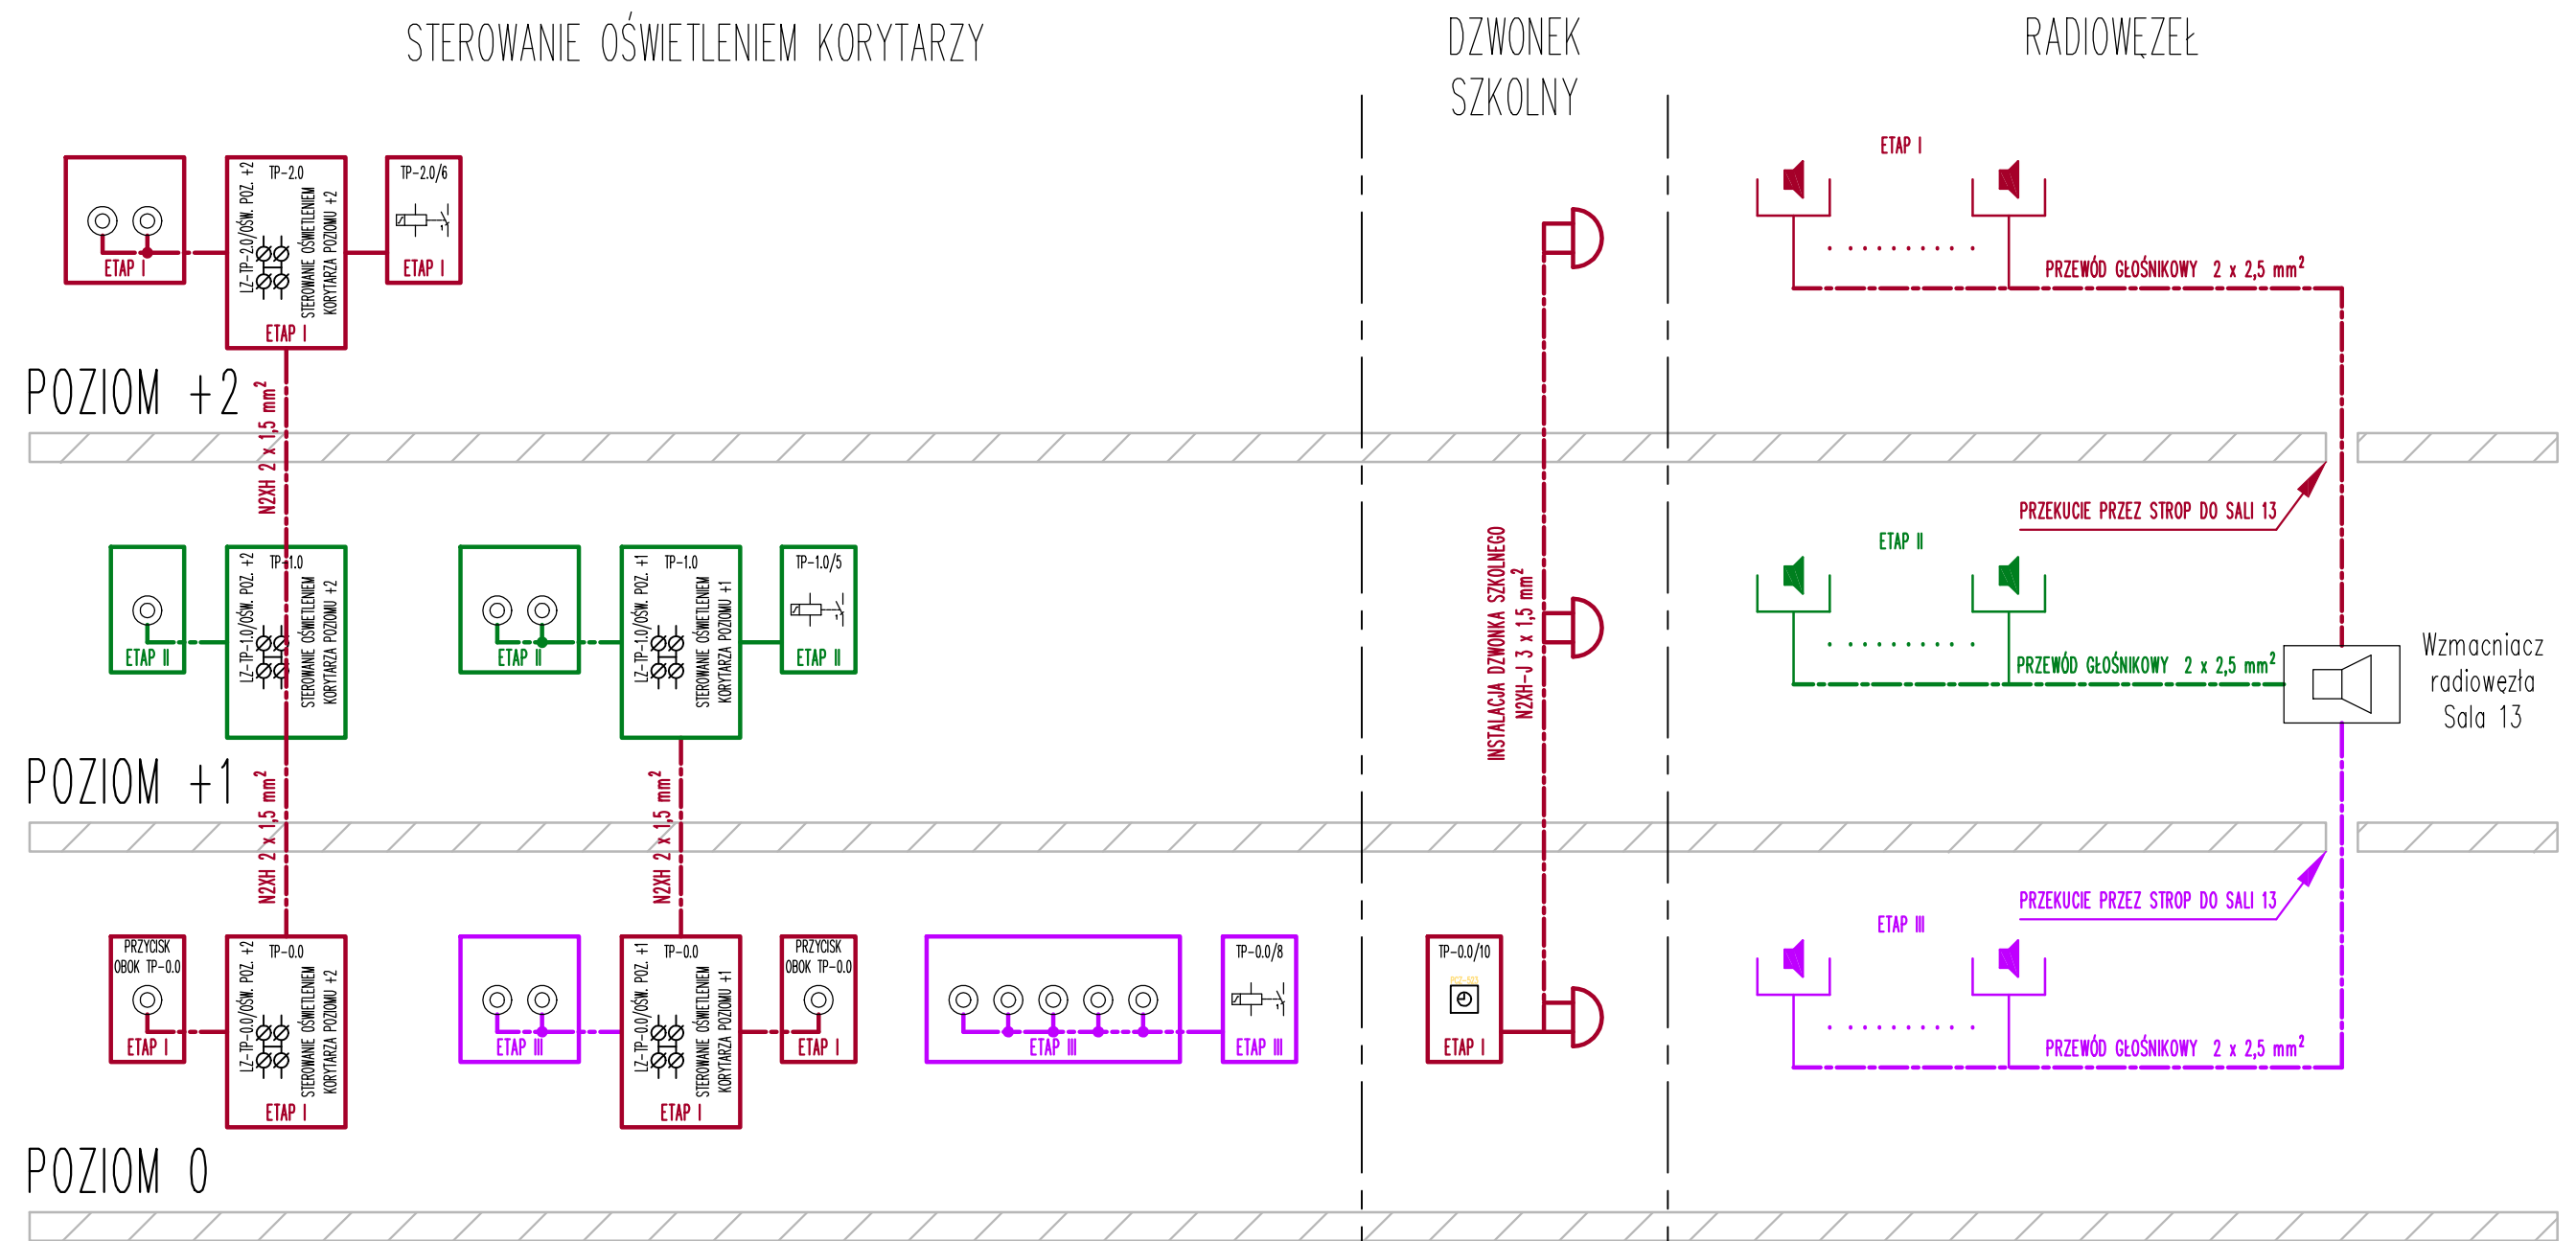 STEROWANIE OŚWIETLENIEM KORYTARZY
DZWONEK
SZKOLNY
RADIOWĘZEŁ
ETAP I
LZ-TP-2.0/OŚW. POZ. +2
TP-2.0
STEROWANIE OŚWIETLENIEM
KORYTARZA POZIOMU +2
ETAP I
TP-2.0/6
ETAP I
ETAP I
PRZEWÓD GŁOŚNIKOWY 2 x 2,5 mm²
POZIOM +2
N2XH 2 x 1,5 mm²
PRZEKUCIE PRZEZ STROP DO SALI 13
ETAP II
LZ-TP-1.0/OŚW. POZ. +2
TP-1.0
STEROWANIE OŚWIETLENIEM
KORYTARZA POZIOMU +2
ETAP II
LZ-TP-1.0/OŚW. POZ. +1
TP-1.0
STEROWANIE OŚWIETLENIEM
KORYTARZA POZIOMU +1
TP-1.0/5
ETAP II
INSTALACJA DZWONKA SZKOLNEGO
N2XH-J 3 x 1,5 mm²
ETAP II
PRZEWÓD GŁOŚNIKOWY 2 x 2,5 mm²
Wzmacniacz
radiowęzła
Sala 13
POZIOM +1
N2XH 2 x 1,5 mm²
N2XH 2 x 1,5 mm²
PRZEKUCIE PRZEZ STROP DO SALI 13
PRZYCISK
OBOK TP-0.0
ETAP I
LZ-TP-0.0/OŚW. POZ. +2
TP-0.0
STEROWANIE OŚWIETLENIEM
KORYTARZA POZIOMU +2
ETAP I
ETAP III
LZ-TP-0.0/OŚW. POZ. +1
TP-0.0
STEROWANIE OŚWIETLENIEM
KORYTARZA POZIOMU +1
ETAP I
PRZYCISK
OBOK TP-0.0
ETAP I
ETAP III
TP-0.0/8
ETAP III
TP-0.0/10
PCZ-523
ETAP I
ETAP III
PRZEWÓD GŁOŚNIKOWY 2 x 2,5 mm²
POZIOM 0